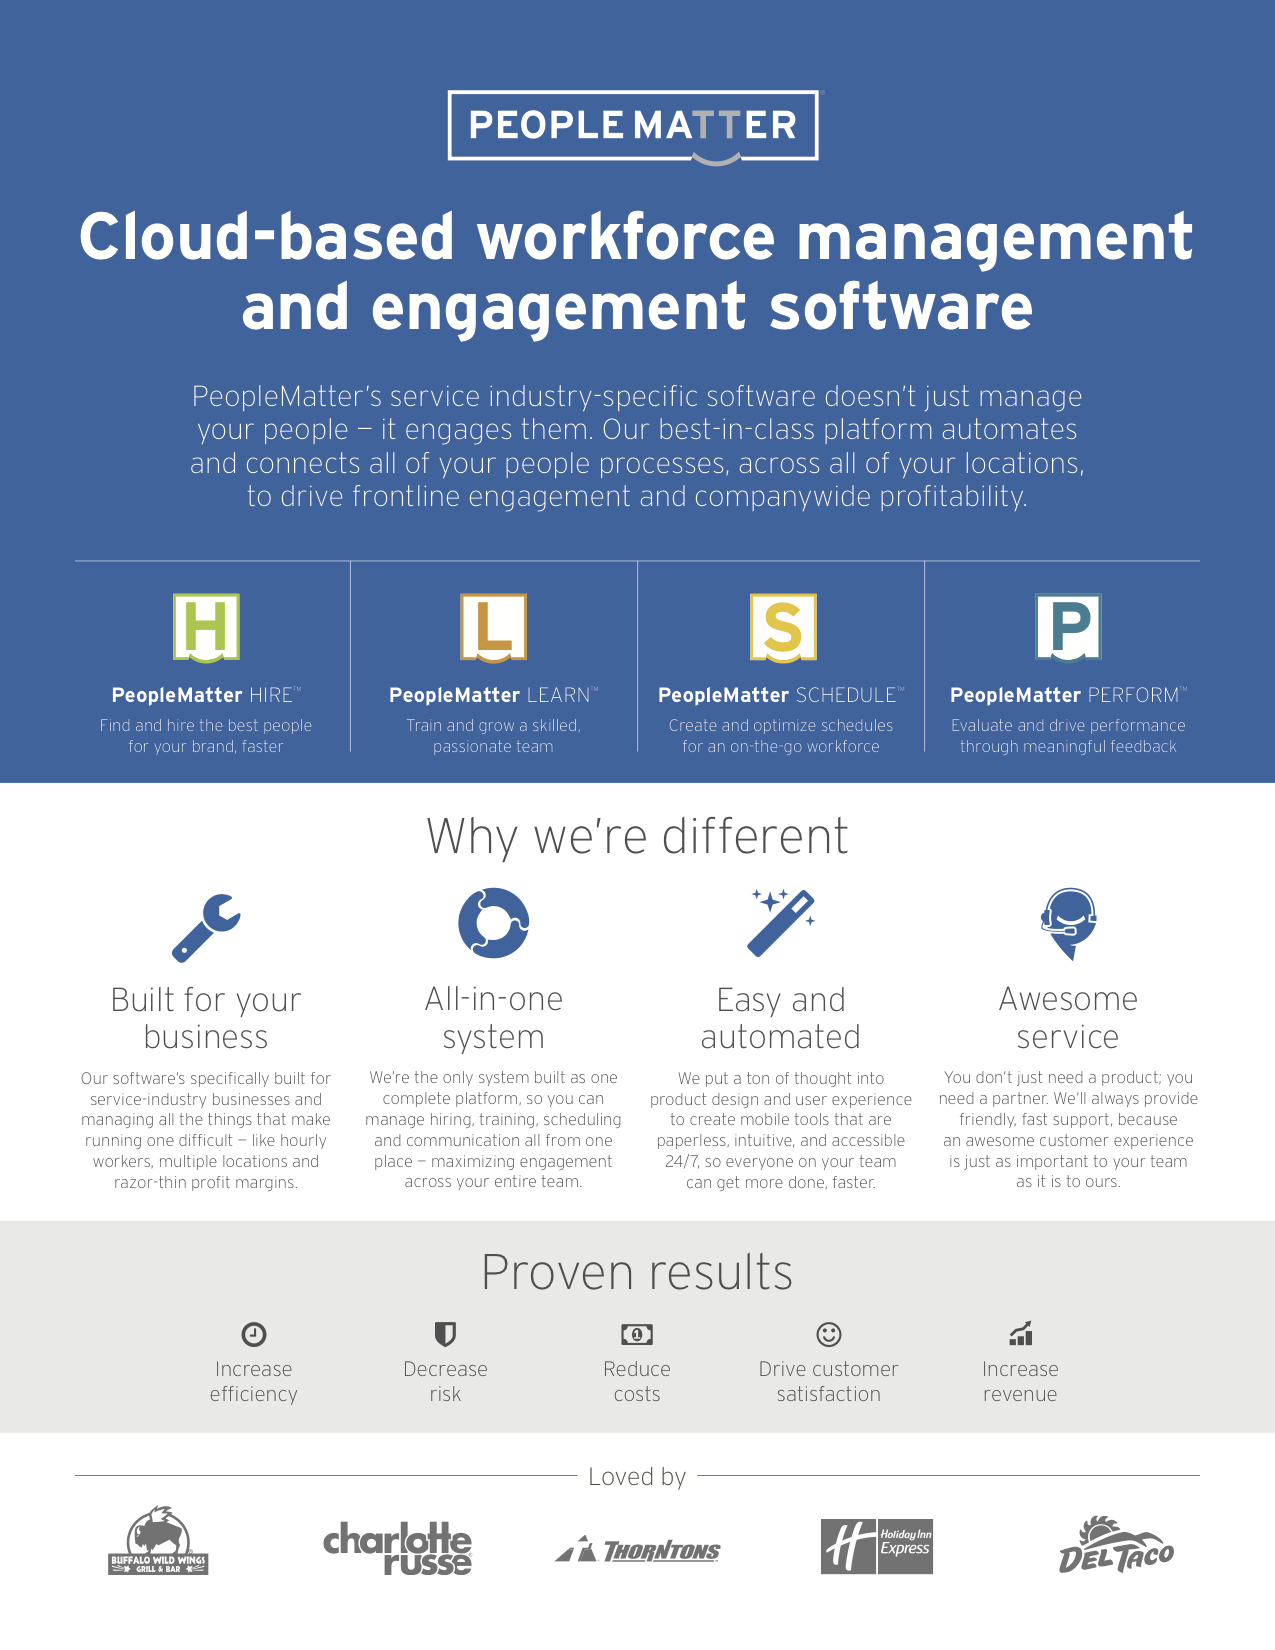 PEOPLE MATTER
Cloud-based workforce management
and engagement software
PeopleMatter’s service industry-specific software doesn’t just manage
your people – it engages them. Our best-in-class platform automates
and connects all of your people processes, across all of your locations,
to drive frontline engagement and companywide profitability.
H
PeopleMatter HIRE™
Find and hire the best people
for your brand, faster
L
PeopleMatter LEARN™
Train and grow a skilled,
passionate team
S
PeopleMatter SCHEDULE™
Create and optimize schedules
for an on-the-go workforce
P
PeopleMatter PERFORM™
Evaluate and drive performance
through meaningful feedback
Why we’re different
Built for your
business
Our software’s specifically built for
service-industry businesses and
managing all the things that make
running one difficult – like hourly
workers, multiple locations and
razor-thin profit margins.
All-in-one
system
We’re the only system built as one
complete platform, so you can
manage hiring, training, scheduling
and communication all from one
place – maximizing engagement
across your entire team.
Easy and
automated
We put a ton of thought into
product design and user experience
to create mobile tools that are
paperless, intuitive, and accessible
24/7, so everyone on your team
can get more done, faster.
Awesome
service
You don’t just need a product; you
need a partner. We’ll always provide
friendly, fast support, because
an awesome customer experience
is just as important to your team
as it is to ours.
Proven results
Increase
efficiency
Decrease
risk
1
Reduce
costs
Drive customer
satisfaction
Increase
revenue
Loved by
BUFFALO WILD WINGS
GRILL & BAR
charlotte
russe
THORNTONS
H
Holiday Inn
Express
DEL TACO